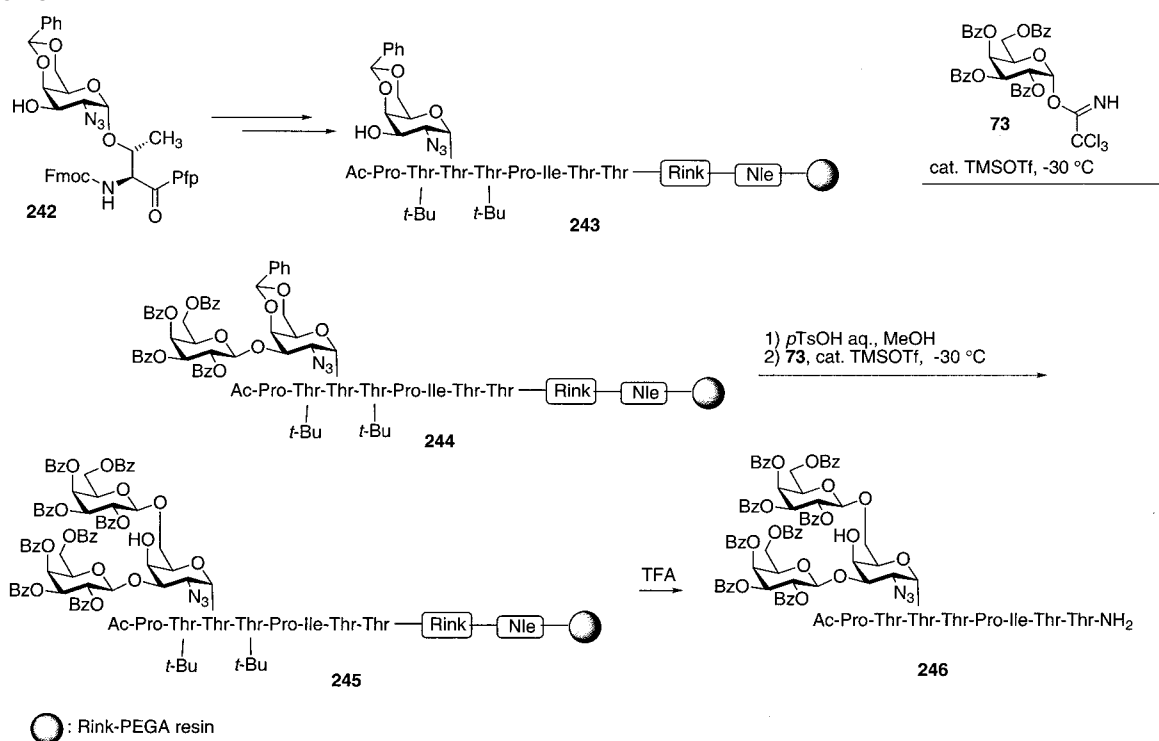 Ph
O
O
O
HO
N₃
O
CH₃
Fmoc
N
H
Pfp
O
242
Ph
O
O
O
HO
N₃
Ac-Pro-Thr-Thr-Thr-Pro-Ile-Thr-Thr
Rink
Nle
t-Bu
t-Bu
243
BzO
OBz
O
BzO
BzO
O
NH
CCl₃
73
cat. TMSOTf, -30 °C
Ph
O
O
O
BzO
OBz
O
BzO
BzO
O
N₃
Ac-Pro-Thr-Thr-Thr-Pro-Ile-Thr-Thr
Rink
Nle
t-Bu
t-Bu
244
1) pTsOH aq., MeOH
2) 73, cat. TMSOTf, -30 °C
BzO
OBz
O
BzO
BzO
O
BzO
OBz
HO
O
O
BzO
BzO
O
N₃
Ac-Pro-Thr-Thr-Thr-Pro-Ile-Thr-Thr
Rink
Nle
t-Bu
t-Bu
245
TFA
BzO
OBz
O
BzO
BzO
O
BzO
OBz
HO
O
O
BzO
BzO
O
N₃
Ac-Pro-Thr-Thr-Thr-Pro-Ile-Thr-Thr-NH₂
246
: Rink-PEGA resin